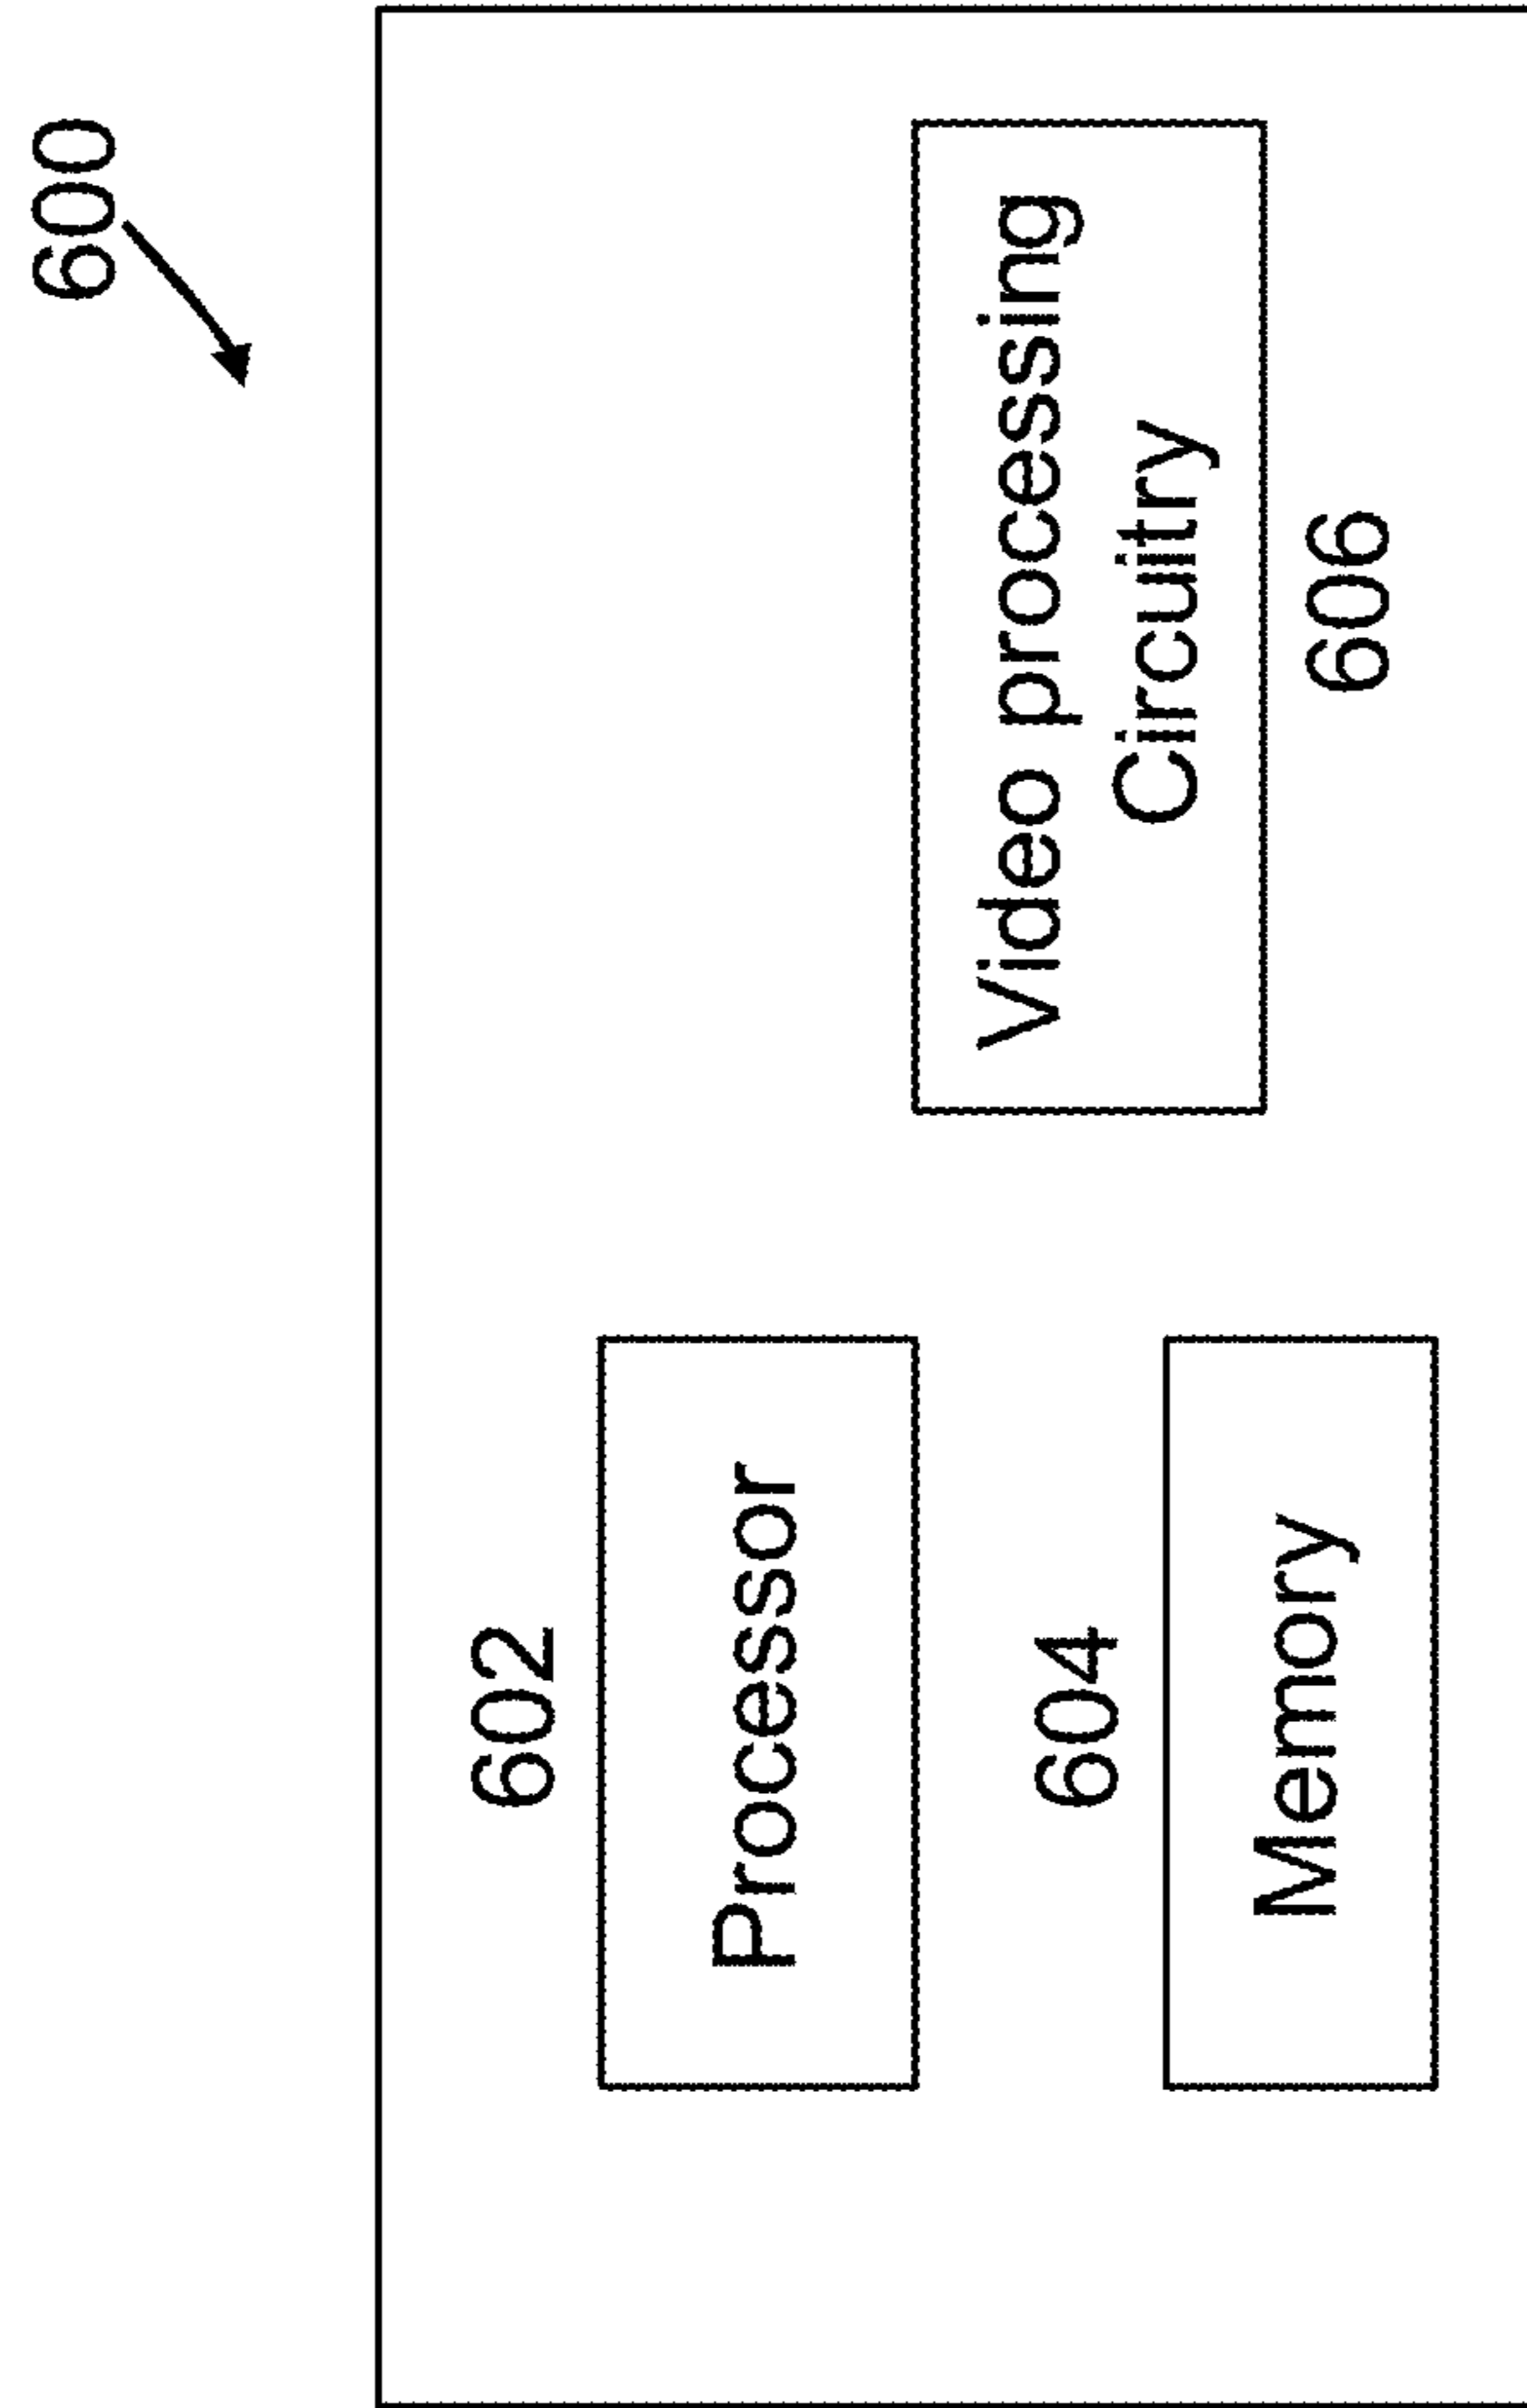 600
602
Processor
604
Memory
Video processing
Circuitry
606